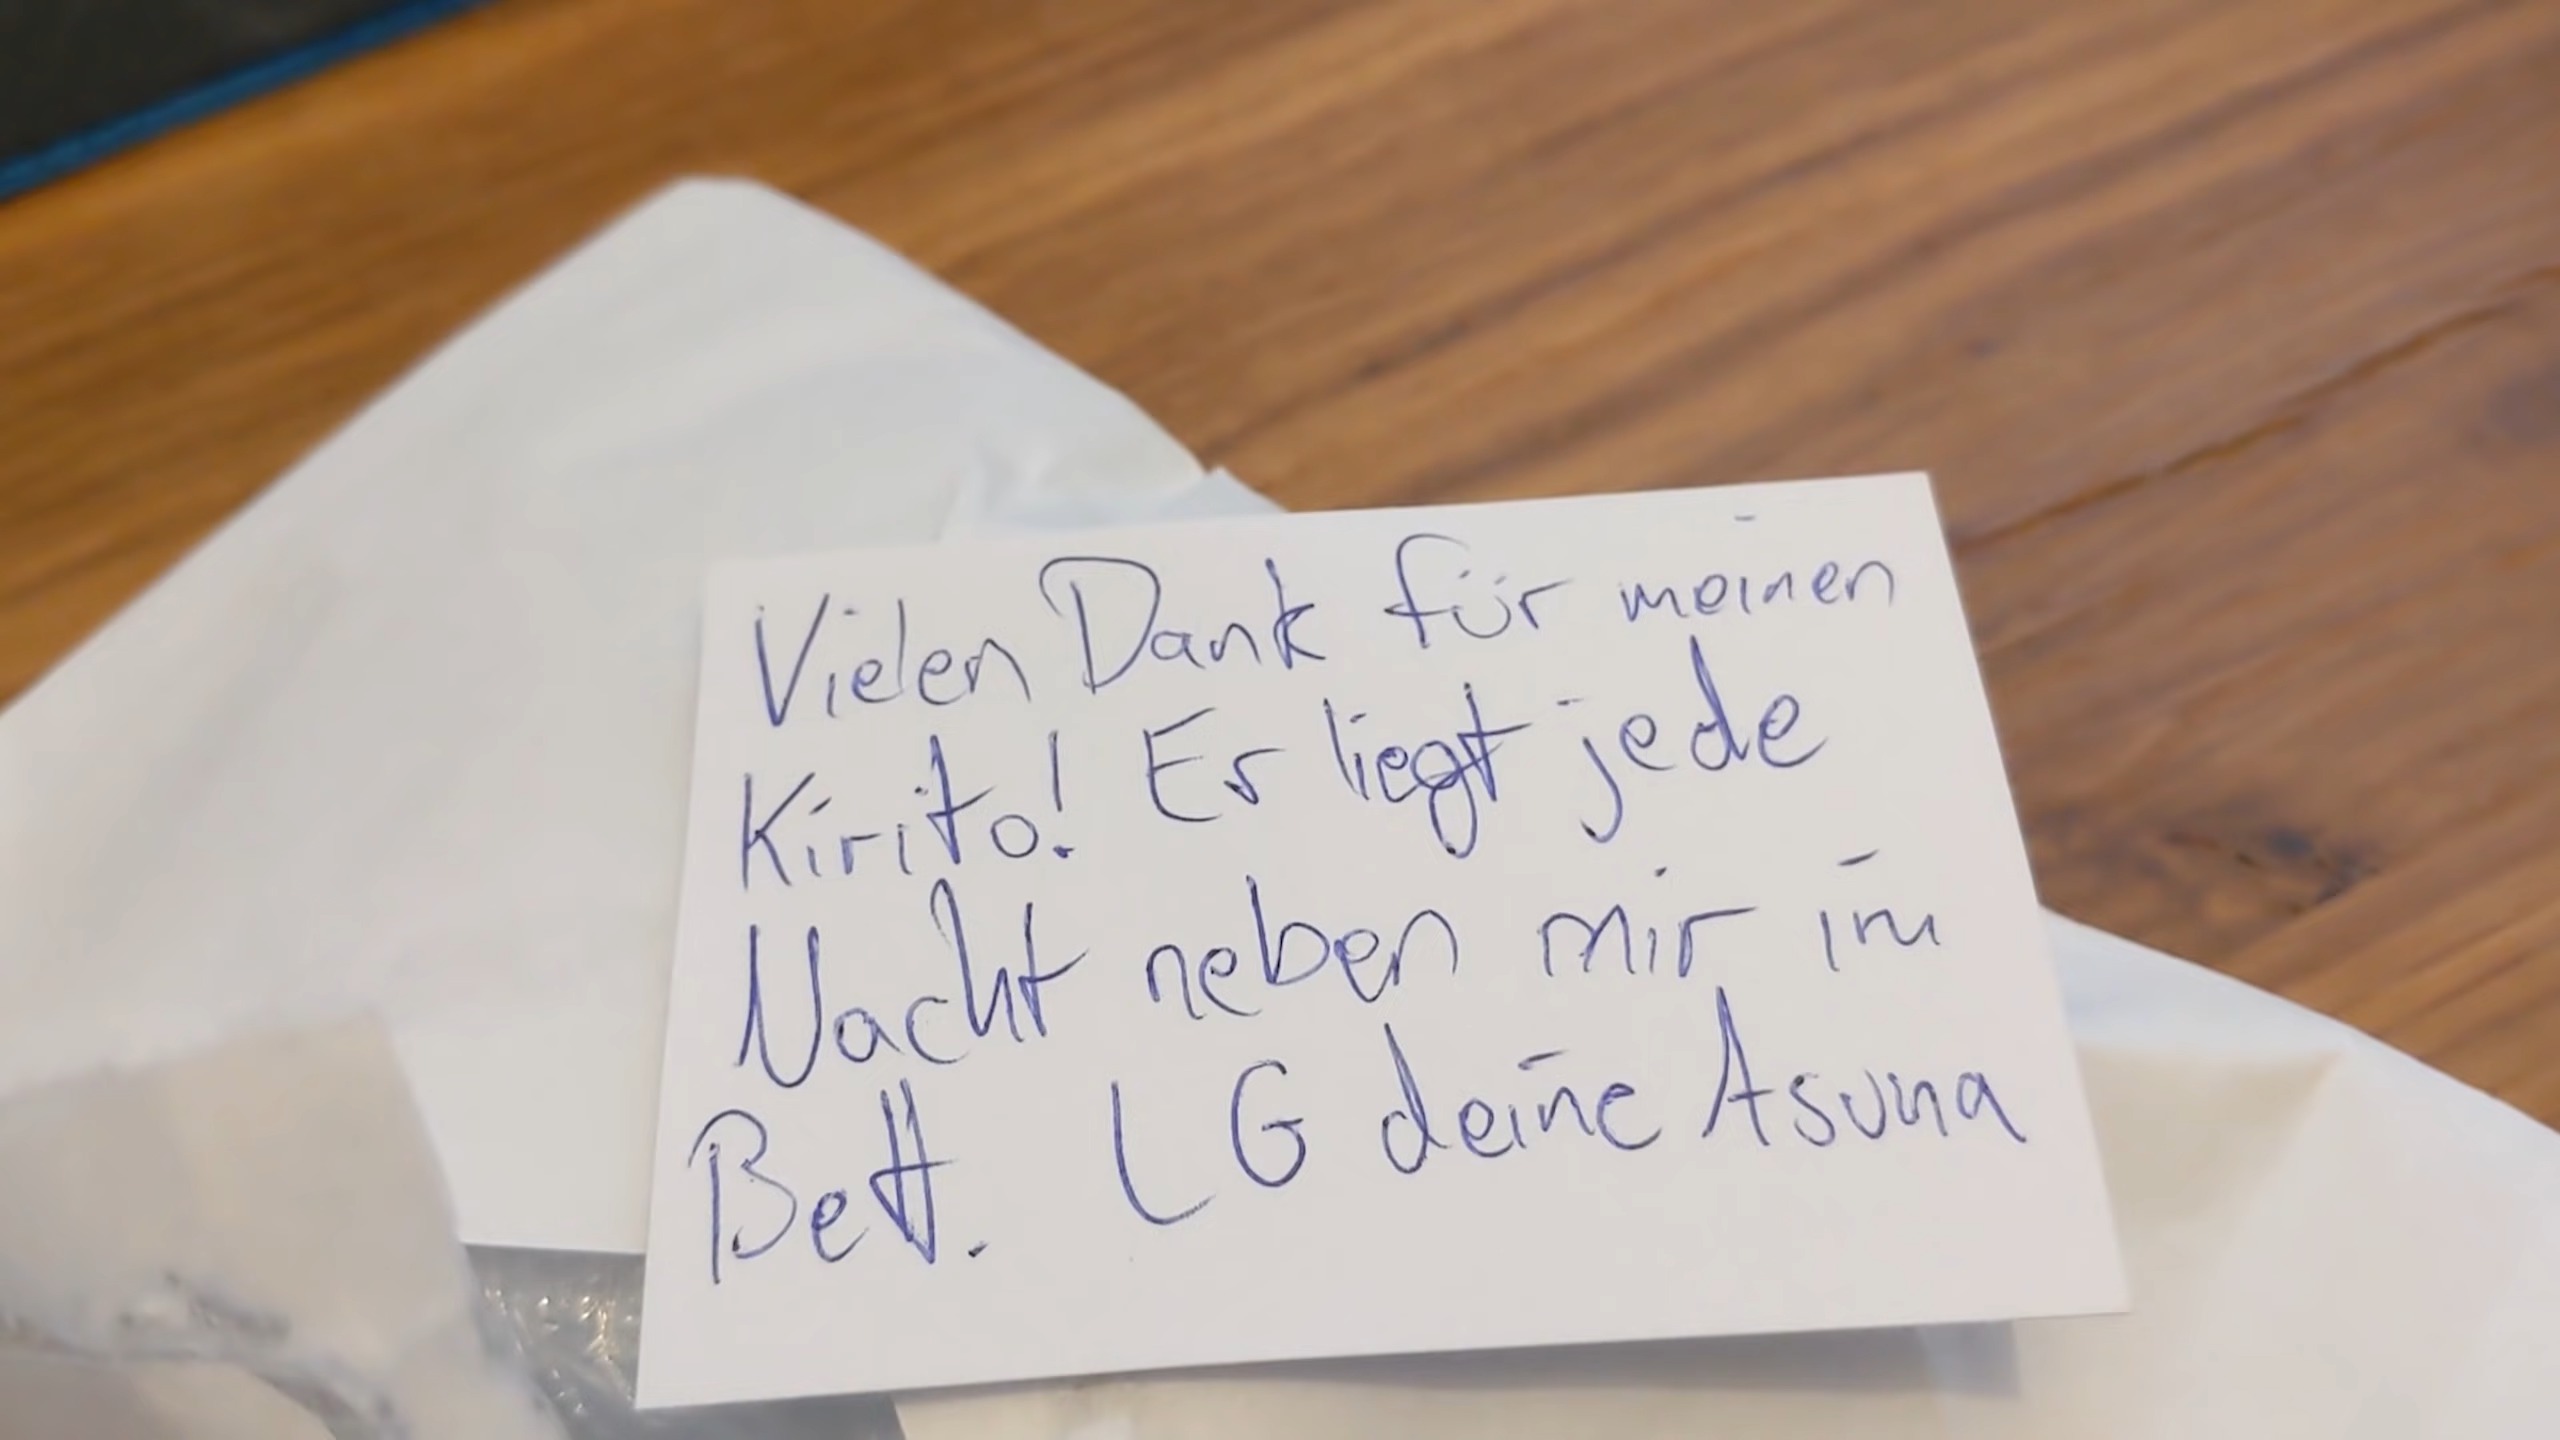 Vielen Dank für meinen
Kirito! Er liegt jede
Nacht neben mir im
Bett. LG deine Asuna